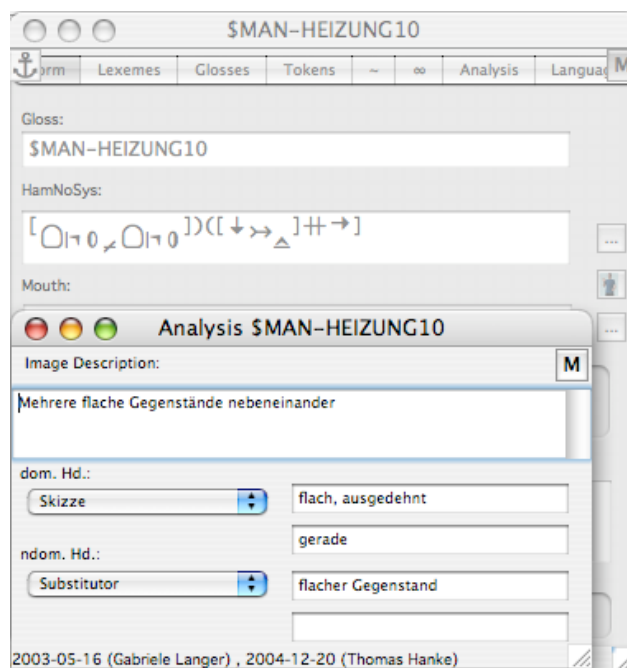 $MAN-HEIZUNG10
orm Lexemes Glosses Tokens ~ ∞ Analysis Languag M
Gloss:
$MAN-HEIZUNG10
HamNoSys:
Mouth:
...
...
Analysis $MAN-HEIZUNG10
Image Description:
M
Mehrere flache Gegenstände nebeneinander
dom. Hd.:
Skizze
flach, ausgedehnt
gerade
ndom. Hd.:
Substitutor
flacher Gegenstand
2003-05-16 (Gabriele Langer) , 2004-12-20 (Thomas Hanke)